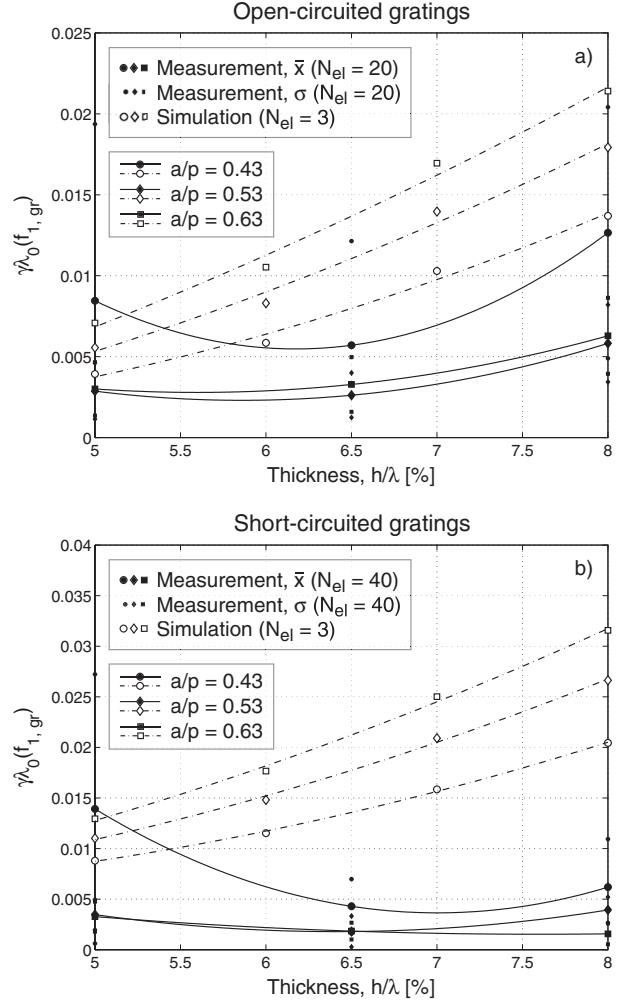 Open-circuited gratings
a)
Measurement, x̄ (N_el = 20)
Measurement, σ (N_el = 20)
Simulation (N_el = 3)
a/p = 0.43
a/p = 0.53
a/p = 0.63
γλ_0(f_1, gr)
0.025
0.02
0.015
0.01
0.005
0
5 5.5 6 6.5 7 7.5 8
Thickness, h/λ [%]
Short-circuited gratings
b)
Measurement, x̄ (N_el = 40)
Measurement, σ (N_el = 40)
Simulation (N_el = 3)
a/p = 0.43
a/p = 0.53
a/p = 0.63
γλ_0(f_1, gr)
0.04
0.035
0.03
0.025
0.02
0.015
0.01
0.005
0
5 5.5 6 6.5 7 7.5 8
Thickness, h/λ [%]